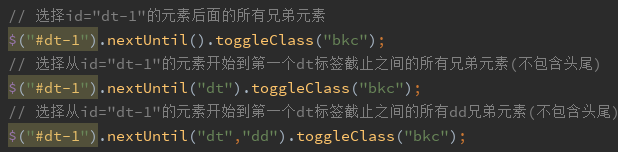 // 选择id="dt-1"的元素后面的所有兄弟元素
$("#dt-1").nextUntil().toggleClass("bkc");
// 选择从id="dt-1"的元素开始到第一个dt标签截止之间的所有兄弟元素(不包含头尾)
$("#dt-1").nextUntil("dt").toggleClass("bkc");
// 选择从id="dt-1"的元素开始到第一个dt标签截止之间的所有dd兄弟元素(不包含头尾)
$("#dt-1").nextUntil("dt","dd").toggleClass("bkc");